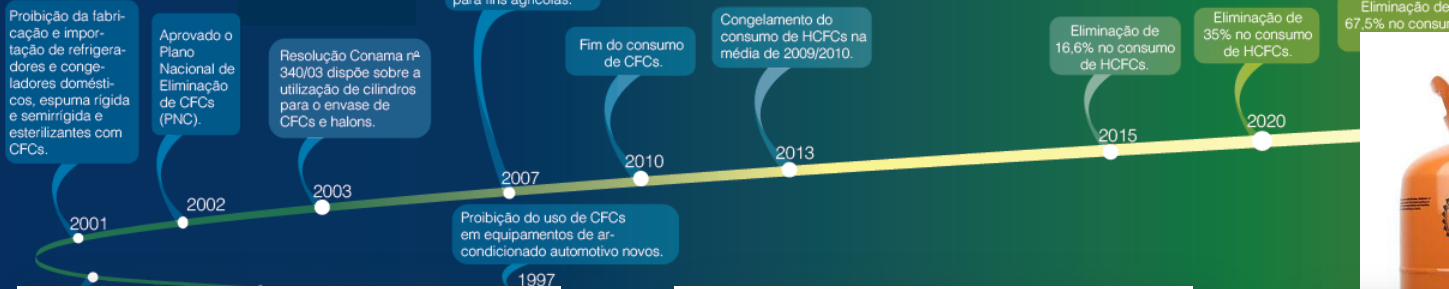 Proibição da fabri-
cação e impor-
tação de refrigera-
dores e conge-
ladores domésti-
cos, espuma rígida
e semirrígida e
esterilizantes com
CFCs.
2001
Aprovado o
Plano
Nacional de
Eliminação
de CFCs
(PNC).
2002
Resolução Conama nº
340/03 dispõe sobre a
utilização de cilindros
para o envase de
CFCs e halons.
2003
para fins agrícolas.
2007
Fim do consumo
de CFCs.
2010
Congelamento do
consumo de HCFCs na
média de 2009/2010.
2013
Eliminação de
16,6% no consumo
de HCFCs.
2015
Eliminação de
35% no consumo
de HCFCs.
2020
Eliminação de
67,5% no consum
Proibição do uso de CFCs
em equipamentos de ar-
condicionado automotivo novos.
1997